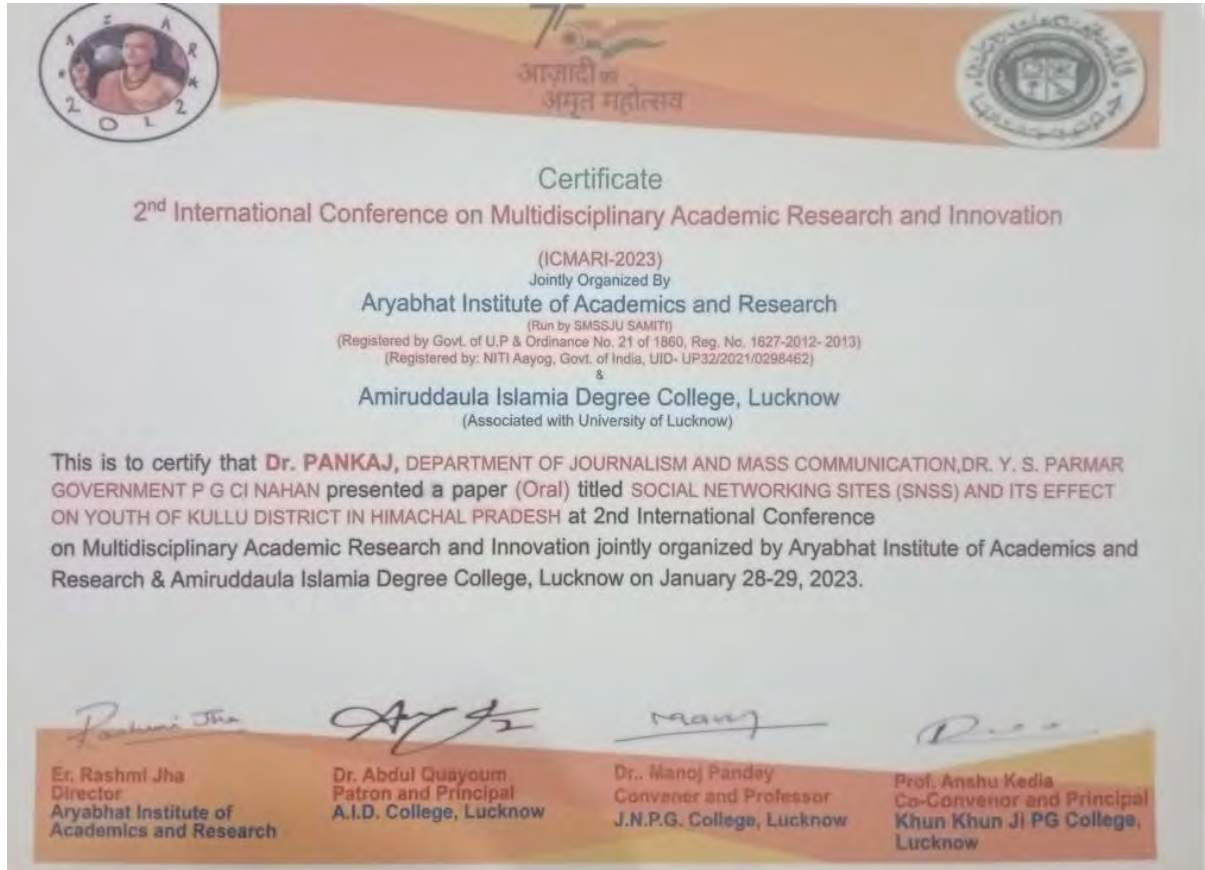 A I A A R
2012
आज़ादी का
अमृत महोत्सव
Certificate
2nd International Conference on Multidisciplinary Academic Research and Innovation
(ICMARI-2023)
Jointly Organized By
Aryabhat Institute of Academics and Research
(Run by SMSSJU SAMITI)
(Registered by Govt. of U.P & Ordinance No. 21 of 1860, Reg. No. 1627-2012- 2013)
(Registered by: NITI Aayog, Govt. of India, UID- UP32/2021/0298462)
&
Amiruddaula Islamia Degree College, Lucknow
(Associated with University of Lucknow)
This is to certify that Dr. PANKAJ, DEPARTMENT OF JOURNALISM AND MASS COMMUNICATION,DR. Y. S. PARMAR
GOVERNMENT P G CI NAHAN presented a paper (Oral) titled SOCIAL NETWORKING SITES (SNSS) AND ITS EFFECT
ON YOUTH OF KULLU DISTRICT IN HIMACHAL PRADESH at 2nd International Conference
on Multidisciplinary Academic Research and Innovation jointly organized by Aryabhat Institute of Academics and
Research & Amiruddaula Islamia Degree College, Lucknow on January 28-29, 2023.
Rashmi Jha
Manoj
Er. Rashmi Jha
Director
Aryabhat Institute of
Academics and Research
Dr. Abdul Quayoum
Patron and Principal
A.I.D. College, Lucknow
Dr.. Manoj Panday
Convener and Professor
J.N.P.G. College, Lucknow
Prof. Anshu Kedia
Co-Convenor and Principal
Khun Khun Ji PG College,
Lucknow